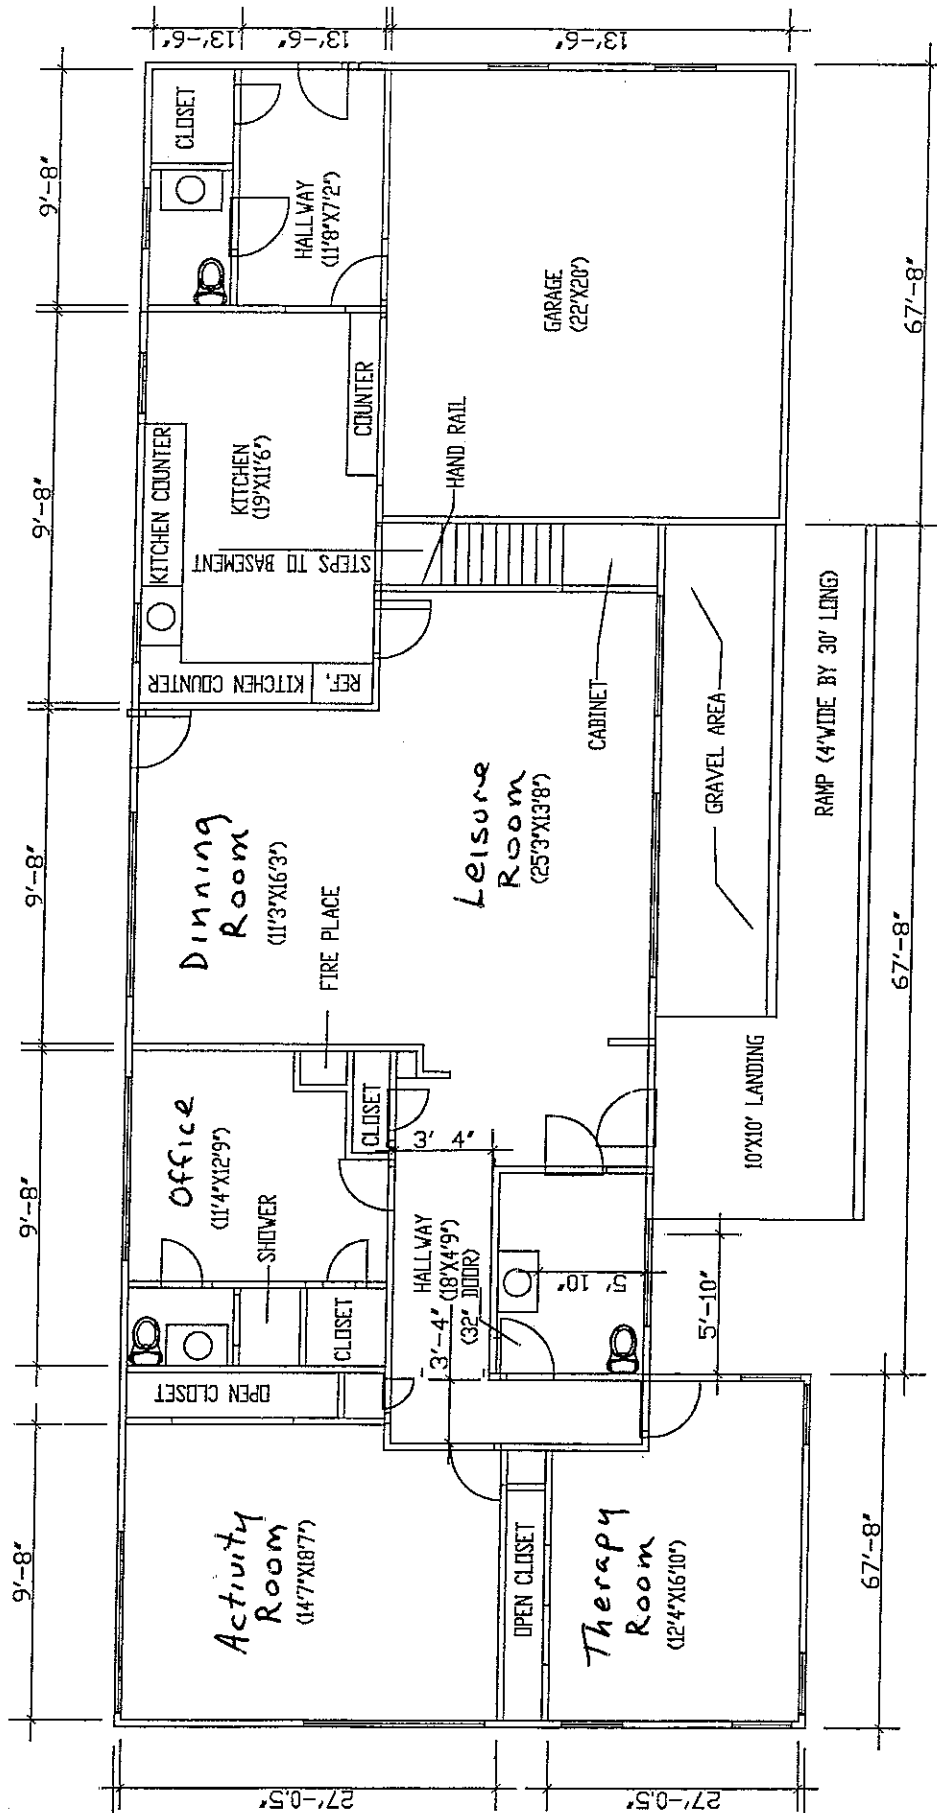 9'-8"
9'-8"
9'-8"
9'-8"
9'-8"
27'-0.5"
27'-0.5"
13'-6"
13'-6"
13'-6"
Activity
Room
(14'7"X18'7")
OPEN CLOSET
Office
(11'4"X12'9")
SHOWER
CLOSET
CLOSET
FIRE PLACE
Dinning
Room
(11'3"X16'3")
KITCHEN COUNTER
KITCHEN COUNTER
REF.
KITCHEN
(19'X11'6")
STEPS TO BASEMENT
COUNTER
CLOSET
HALLWAY
(11'8"X7'2")
Therapy
Room
(12'4"X16'10")
OPEN CLOSET
HALLWAY
(18'X4'9")
(32" DOOR)
3'-4"
3' 4"
5' 10"
5'-10"
Leisure
Room
(25'3"X13'8")
CABINET
HAND RAIL
GARAGE
(22'X20')
10'X10' LANDING
GRAVEL AREA
RAMP (4'WIDE BY 30' LONG)
67'-8"
67'-8"
67'-8"